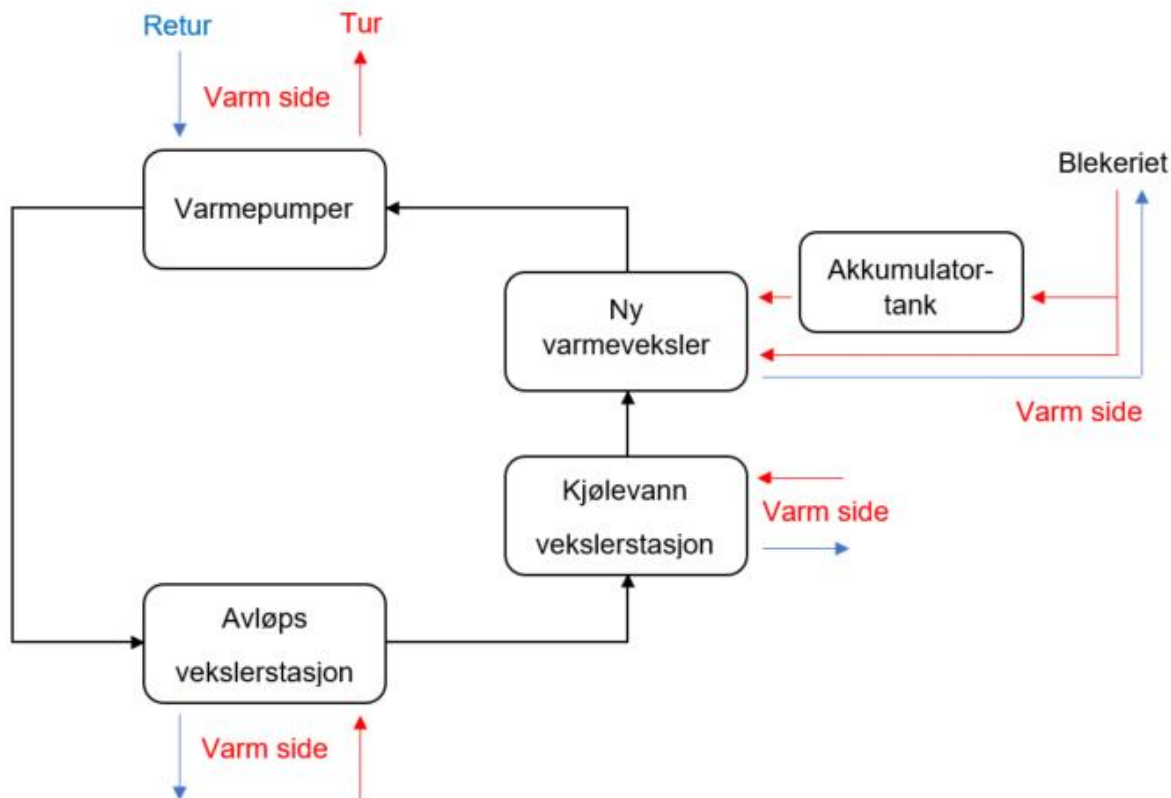 Retur
Tur
Varm side
Varmepumper
Blekeriet
Akkumulator-
tank
Ny
varmeveksler
Varm side
Kjølevann
vekslerstasjon
Varm side
Avløps
vekslerstasjon
Varm side